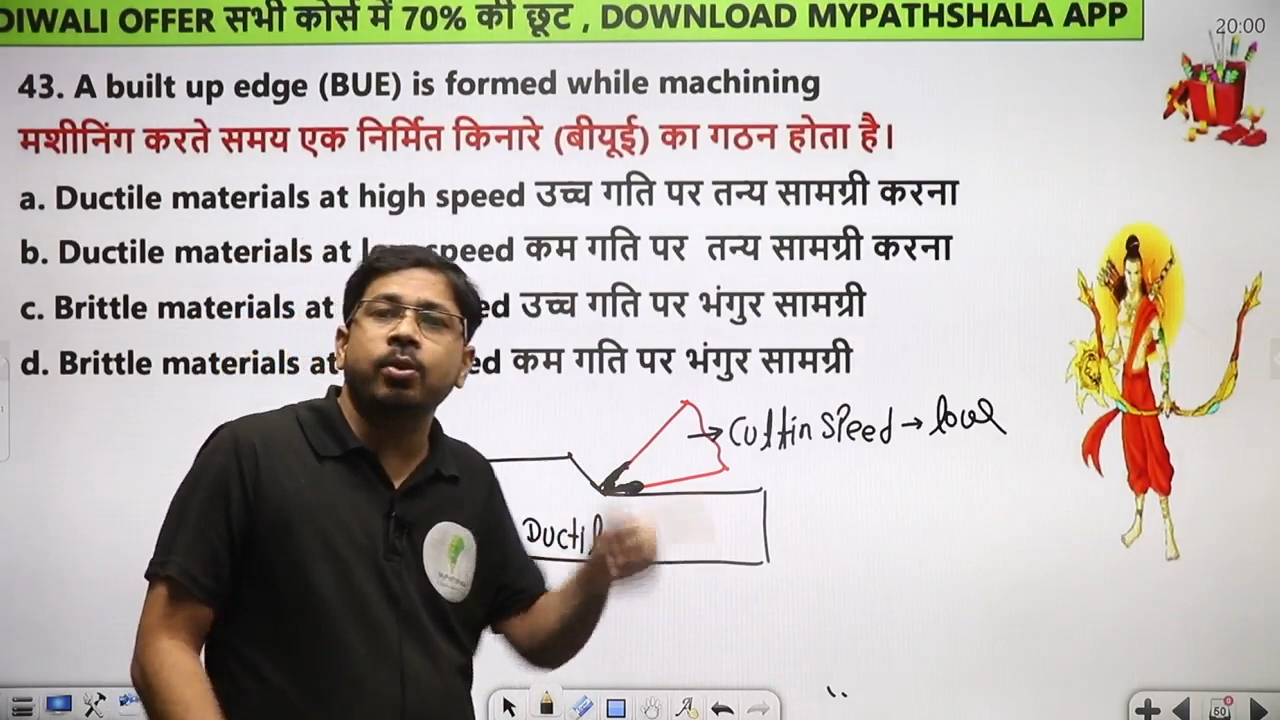 DIWALI OFFER सभी कोर्स में 70% की छूट , DOWNLOAD MYPATHSHALA APP
20:00
43. A built up edge (BUE) is formed while machining
मशीनिंग करते समय एक निर्मित किनारे (बीयूई) का गठन होता है।
a. Ductile materials at high speed उच्च गति पर तन्य सामग्री करना
b. Ductile materials at speed कम गति पर तन्य सामग्री करना
c. Brittle materials at उच्च गति पर भंगुर सामग्री
d. Brittle materials at कम गति पर भंगुर सामग्री
Cuttin Speed → low
Ducti
MyPathshala
50